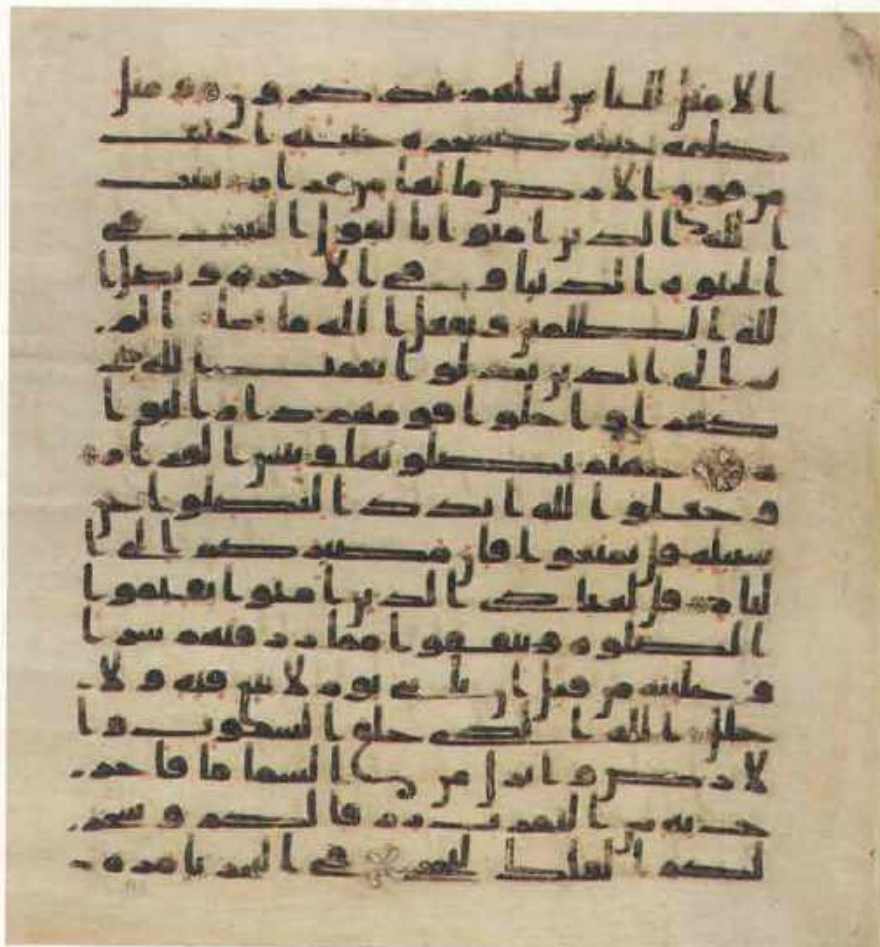 الامثل للناس لعلهم يتذكرون ومثل
كلمة خبيثة كشجرة خبيثة اجتثت
من فوق الارض ما لها من قرار يثبت
الله الذين امنوا بالقول الثبت في
الحيوة الدنيا وفي الاخرة ويضل ا
لله الظلمين ويفعل الله ما يشا الم
تر الى الذين بدلوا نعمت الله
كفرا واحلوا قومهم دار البوا
ر جهنم يصلونها وبئس القرار
وجعلوا لله اندادا ليضلوا عن
سبيله قل تمتعوا فان مصيركم الى ا
لنار قل لعبادي الذين امنوا يقيموا
الصلوة وينفقوا مما رزقنهم سرا
وعلنية من قبل ان ياتي يوم لا بيع فيه ولا
خلل الله الذي خلق السموت وا
لارض وانزل من السما ما فاخر
ج به من الثمرت رزقا لكم وسخر
لكم الفلك لتجري في البحر بامره